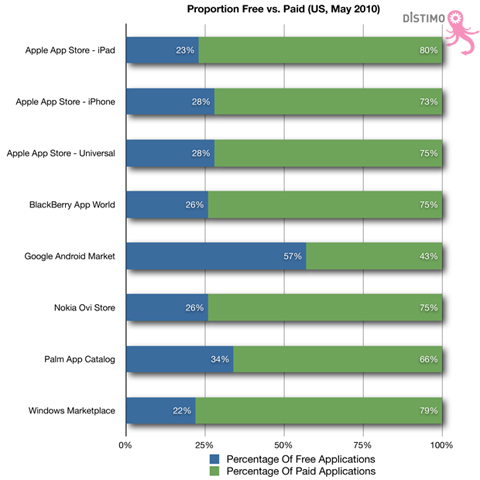 Proportion Free vs. Paid (US, May 2010)
DISTIMO
Apple App Store - iPad 23% 80%
Apple App Store - iPhone 28% 73%
Apple App Store - Universal 28% 75%
BlackBerry App World 26% 75%
Google Android Market 57% 43%
Nokia Ovi Store 26% 75%
Palm App Catalog 34% 66%
Windows Marketplace 22% 79%
0% 25% 50% 75% 100%
Percentage Of Free Applications
Percentage Of Paid Applications